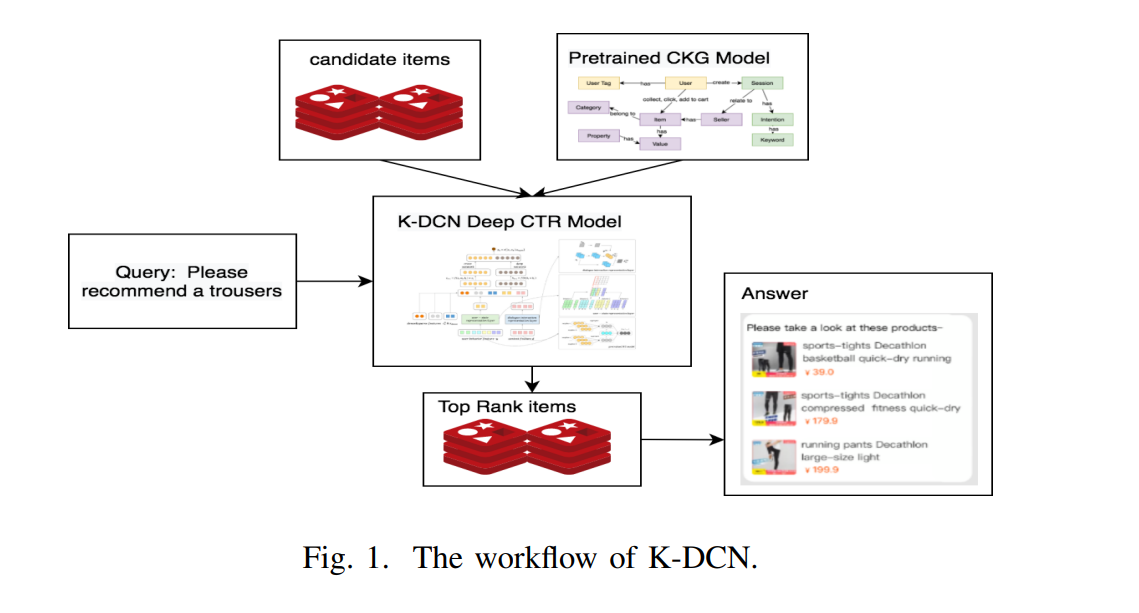 candidate items
Pretrained CKG Model
User Tag
has
User
create
Session
collect, click, add to cart
relate to
has
Category
belong to
Item
has
Seller
Intention
has
has
Property
has
Value
Keyword
K-DCN Deep CTR Model
Query: Please
recommend a trousers
Answer
Please take a look at these products~
sports-tights Decathlon
basketball quick-dry running
¥ 39.0
sports-tights Decathlon
compressed fitness quick-dry
¥ 179.9
running pants Decathlon
large-size light
¥ 199.9
Top Rank items
Fig. 1. The workflow of K-DCN.